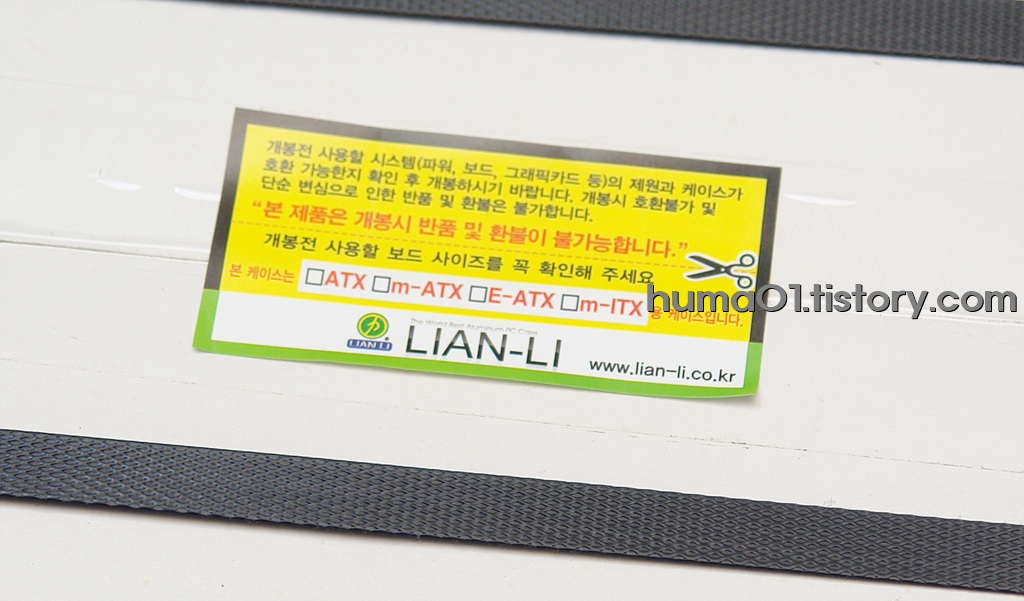 개봉전 사용할 시스템(파워, 보드, 그래픽카드 등)의 제원과 케이스가
호환 가능한지 확인 후 개봉하시기 바랍니다. 개봉시 호환불가 및
단순 변심으로 인한 반품 및 환불은 불가합니다.
“본 제품은 개봉시 반품 및 환불이 불가능합니다.”
개봉전 사용할 보드 사이즈를 꼭 확인해 주세요
본 케이스는 □ATX □m-ATX □E-ATX □m-ITX 용 케이스입니다.
huma01.tistory.com
The World Best Aluminum PC Case
LIAN LI LIAN-LI www.lian-li.co.kr